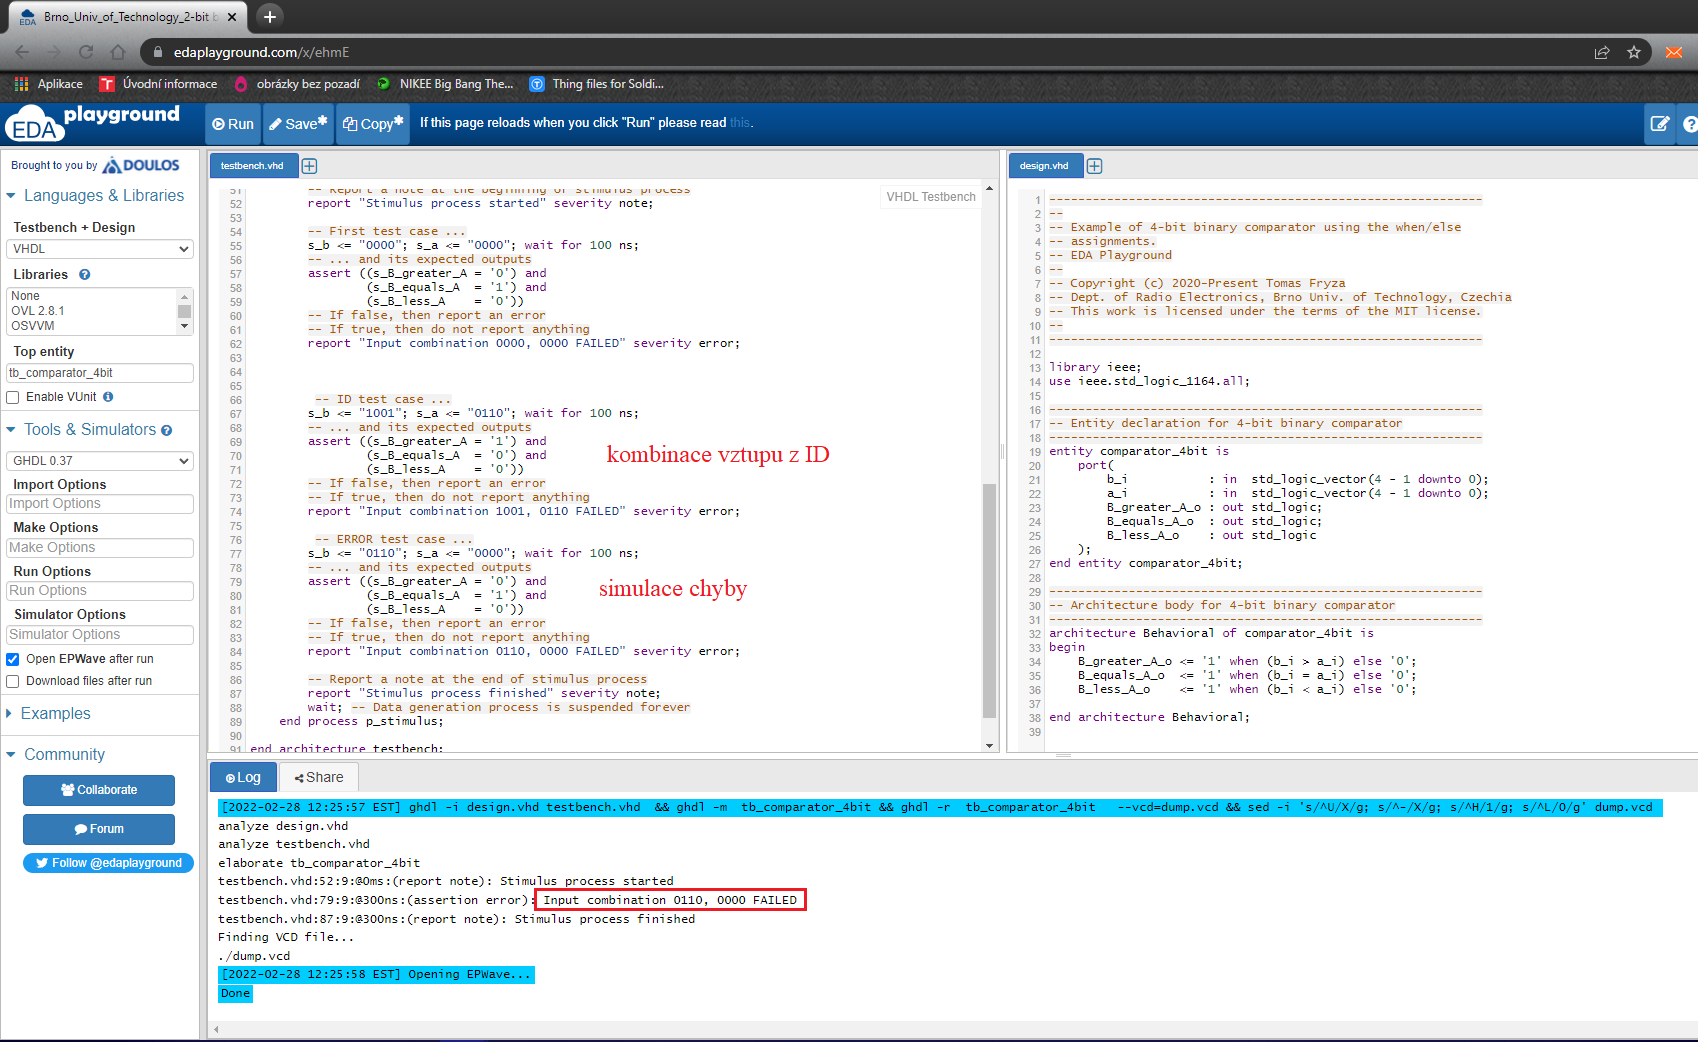 Brno_Univ_of_Technology_2-bit b
edaplayground.com/x/ehmE
Aplikace
Úvodní informace
obrázky bez pozadí
NIKEE Big Bang The...
Thing files for Soldi...
EDA playground
Run
Save*
Copy*
If this page reloads when you click "Run" please read this.
Brought to you by DOULOS
Languages & Libraries
Testbench + Design
VHDL
Libraries
None
OVL 2.8.1
OSVVM
Top entity
tb_comparator_4bit
Enable VUnit
Tools & Simulators
GHDL 0.37
Import Options
Import Options
Make Options
Make Options
Run Options
Run Options
Simulator Options
Simulator Options
Open EPWave after run
Download files after run
Examples
Community
Collaborate
Forum
Follow @edaplayground
testbench.vhd
VHDL Testbench
51 -- Report a note at the beginning of stimulus process
52 report "Stimulus process started" severity note;
53
54 -- First test case ...
55 s_b <= "0000"; s_a <= "0000"; wait for 100 ns;
56 -- ... and its expected outputs
57 assert ((s_B_greater_A = '0') and
58 (s_B_equals_A  = '1') and
59 (s_B_less_A    = '0'))
60 -- If false, then report an error
61 -- If true, then do not report anything
62 report "Input combination 0000, 0000 FAILED" severity error;
63
64
65
66 -- ID test case ...
67 s_b <= "1001"; s_a <= "0110"; wait for 100 ns;
68 -- ... and its expected outputs
69 assert ((s_B_greater_A = '1') and
70 (s_B_equals_A  = '0') and
71 (s_B_less_A    = '0'))
kombinace vztupu z ID
72 -- If false, then report an error
73 -- If true, then do not report anything
74 report "Input combination 1001, 0110 FAILED" severity error;
75
76 -- ERROR test case ...
77 s_b <= "0110"; s_a <= "0000"; wait for 100 ns;
78 -- ... and its expected outputs
79 assert ((s_B_greater_A = '0') and
80 (s_B_equals_A  = '1') and
81 (s_B_less_A    = '0'))
simulace chyby
82 -- If false, then report an error
83 -- If true, then do not report anything
84 report "Input combination 0110, 0000 FAILED" severity error;
85
86 -- Report a note at the end of stimulus process
87 report "Stimulus process finished" severity note;
88 wait; -- Data generation process is suspended forever
89 end process p_stimulus;
90
91 end architecture testbench;
design.vhd
1 ------------------------------------------------------------
2 --
3 -- Example of 4-bit binary comparator using the when/else
4 -- assignments.
5 -- EDA Playground
6 --
7 -- Copyright (c) 2020-Present Tomas Fryza
8 -- Dept. of Radio Electronics, Brno Univ. of Technology, Czechia
9 -- This work is licensed under the terms of the MIT license.
10 --
11 ------------------------------------------------------------
12
13 library ieee;
14 use ieee.std_logic_1164.all;
15
16 ------------------------------------------------------------
17 -- Entity declaration for 4-bit binary comparator
18 ------------------------------------------------------------
19 entity comparator_4bit is
20 port(
21 b_i           : in  std_logic_vector(4 - 1 downto 0);
22 a_i           : in  std_logic_vector(4 - 1 downto 0);
23 B_greater_A_o : out std_logic;
24 B_equals_A_o  : out std_logic;
25 B_less_A_o    : out std_logic
26 );
27 end entity comparator_4bit;
28
29 ------------------------------------------------------------
30 -- Architecture body for 4-bit binary comparator
31 ------------------------------------------------------------
32 architecture Behavioral of comparator_4bit is
33 begin
34 B_greater_A_o <= '1' when (b_i > a_i) else '0';
35 B_equals_A_o  <= '1' when (b_i = a_i) else '0';
36 B_less_A_o    <= '1' when (b_i < a_i) else '0';
37
38 end architecture Behavioral;
39
Log
Share
[2022-02-28 12:25:57 EST] ghdl -i design.vhd testbench.vhd  && ghdl -m  tb_comparator_4bit && ghdl -r  tb_comparator_4bit   --vcd=dump.vcd && sed -i 's/^U/X/g; s/^-/X/g; s/^H/1/g; s/^L/0/g' dump.vcd
analyze design.vhd
analyze testbench.vhd
elaborate tb_comparator_4bit
testbench.vhd:52:9:@0ms:(report note): Stimulus process started
testbench.vhd:79:9:@300ns:(assertion error): Input combination 0110, 0000 FAILED
testbench.vhd:87:9:@300ns:(report note): Stimulus process finished
Finding VCD file...
./dump.vcd
[2022-02-28 12:25:58 EST] Opening EPWave...
Done